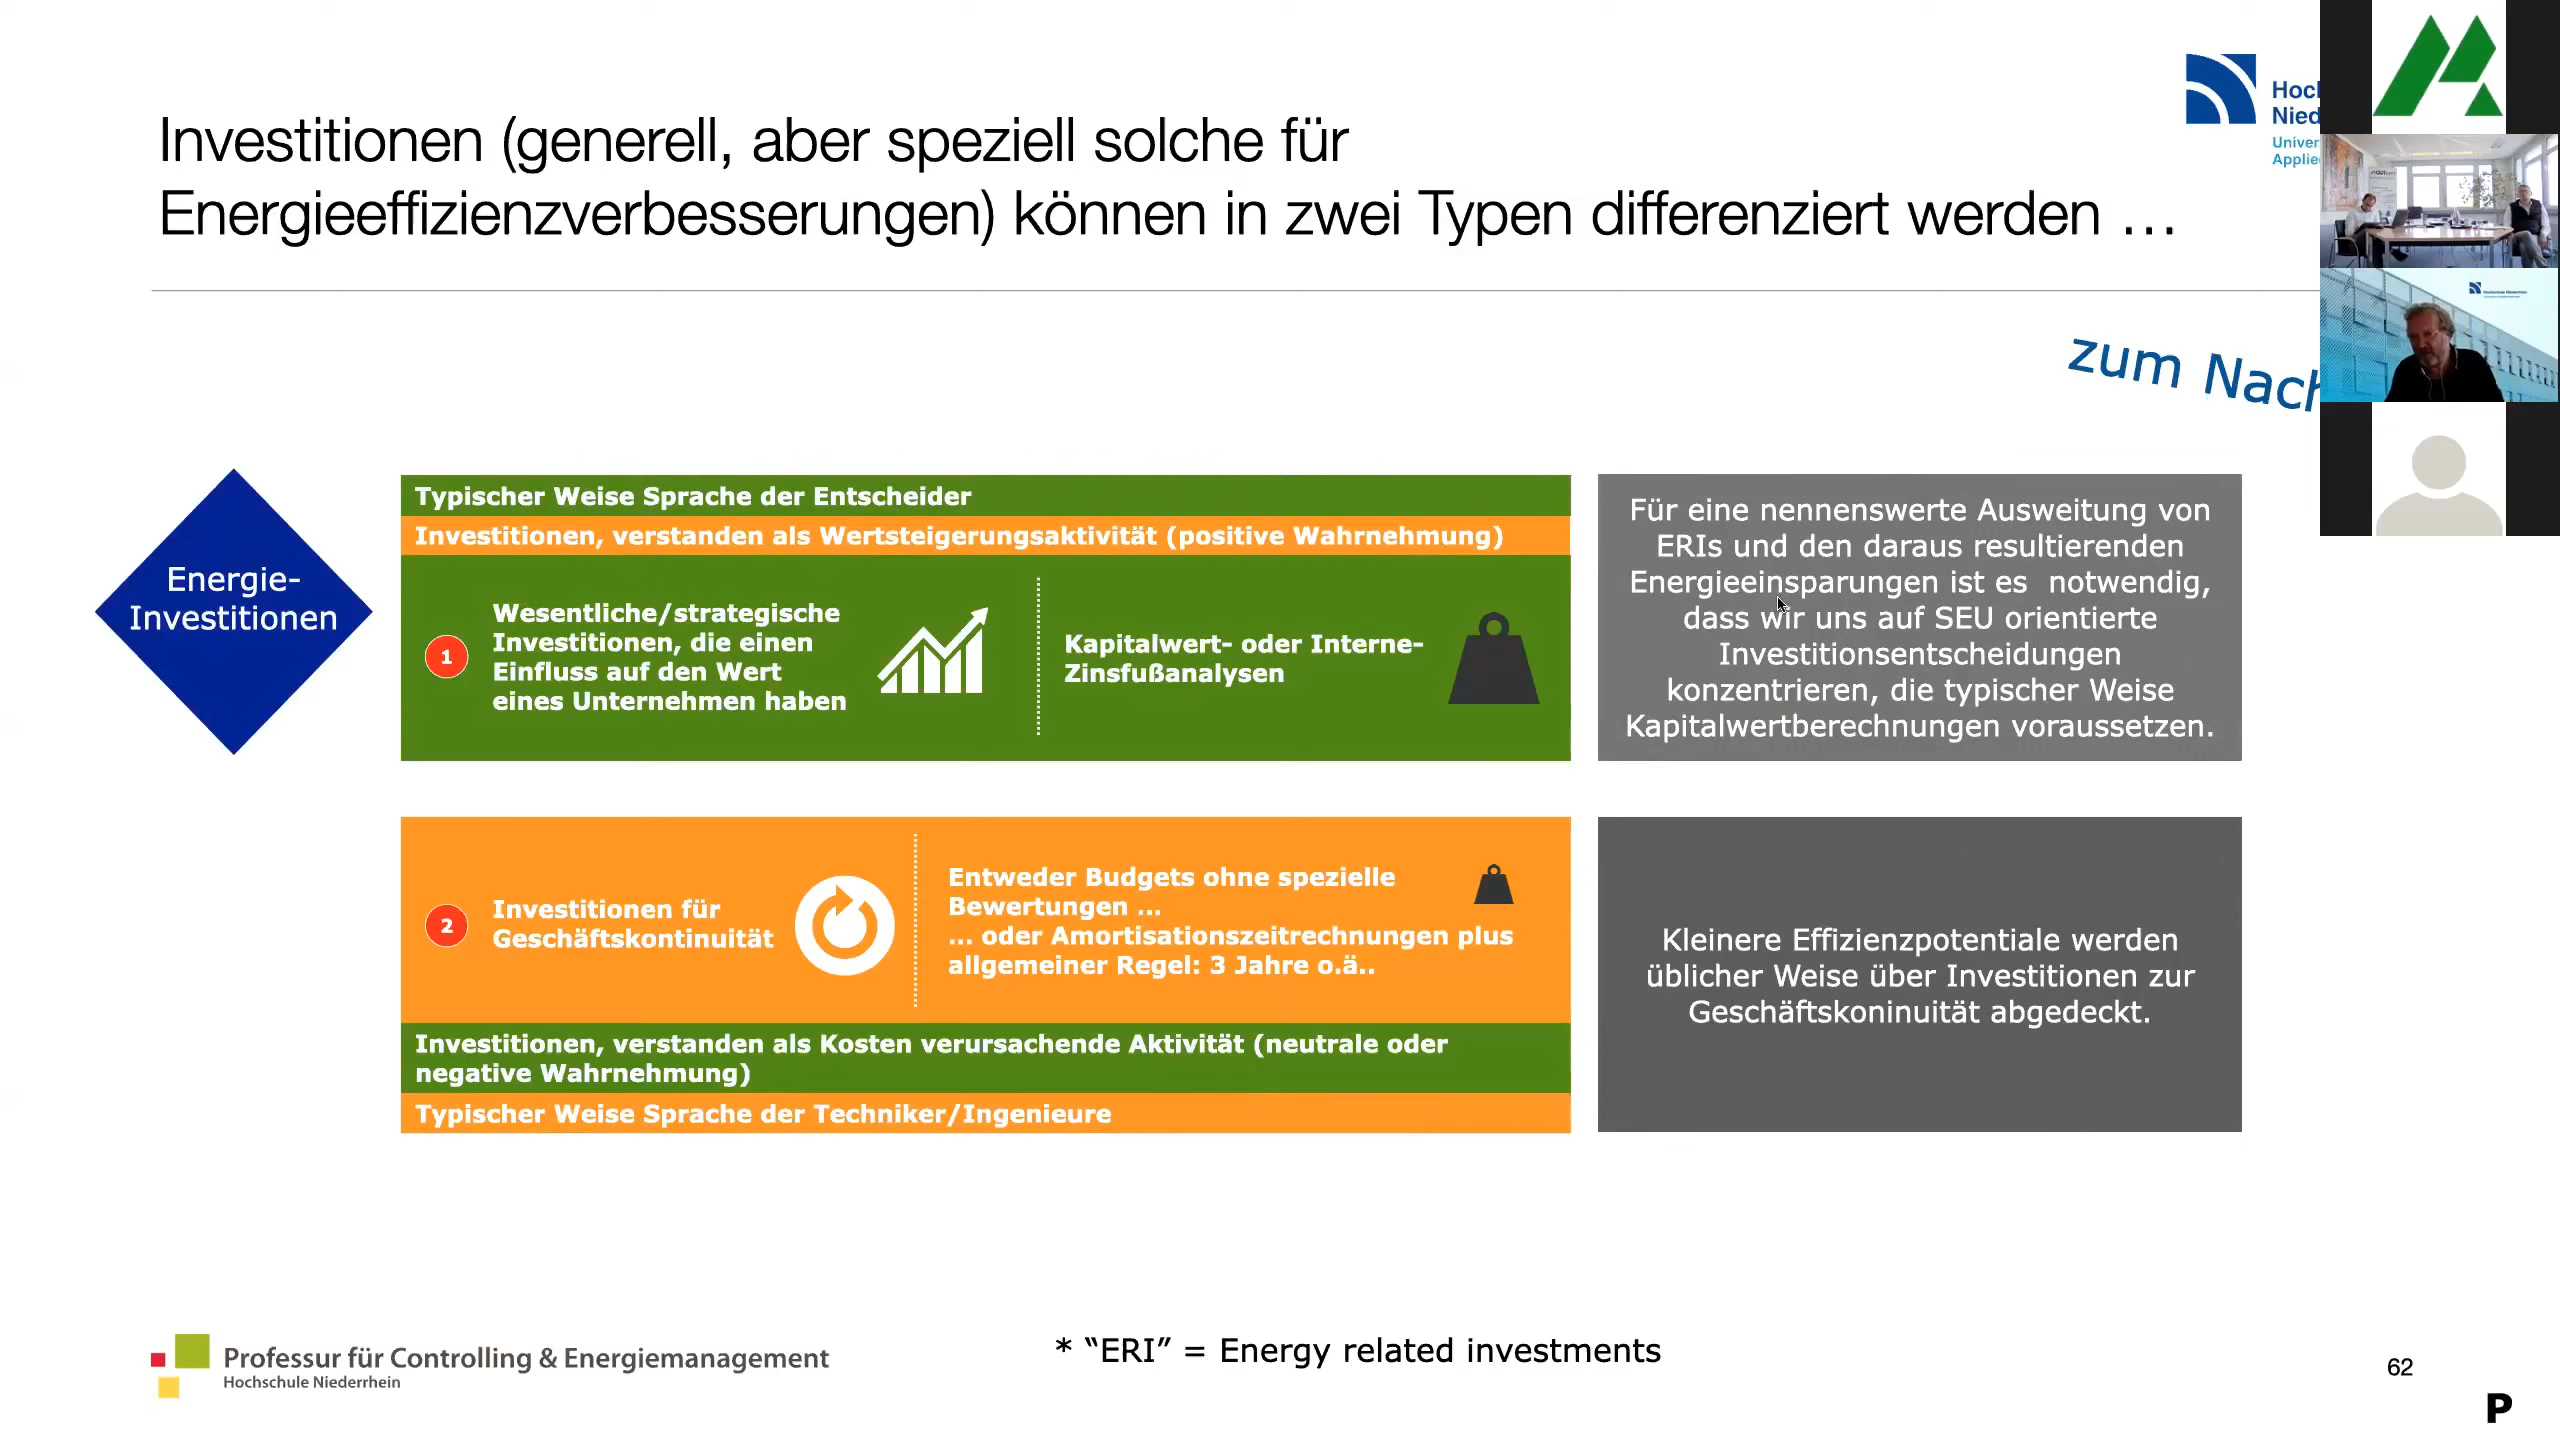 Investitionen (generell, aber speziell solche für
Energieeffizienzverbesserungen) können in zwei Typen differenziert werden …
zum
Energie-
Investitionen
Typischer Weise Sprache der Entscheider
Investitionen, verstanden als Wertsteigerungsaktivität (positive Wahrnehmung)
1
Wesentliche/strategische
Investitionen, die einen
Einfluss auf den Wert
eines Unternehmen haben
Kapitalwert- oder Interne-
Zinsfußanalysen
Für eine nennenswerte Ausweitung von
ERIs und den daraus resultierenden
Energieeinsparungen ist es notwendig,
dass wir uns auf SEU orientierte
Investitionsentscheidungen
konzentrieren, die typischer Weise
Kapitalwertberechnungen voraussetzen.
2
Investitionen für
Geschäftskontinuität
Entweder Budgets ohne spezielle
Bewertungen ...
... oder Amortisationszeitrechnungen plus
allgemeiner Regel: 3 Jahre o.ä..
Investitionen, verstanden als Kosten verursachende Aktivität (neutrale oder
negative Wahrnehmung)
Typischer Weise Sprache der Techniker/Ingenieure
Kleinere Effizienzpotentiale werden
üblicher Weise über Investitionen zur
Geschäftskoninuität abgedeckt.
Professur für Controlling & Energiemanagement
Hochschule Niederrhein
* “ERI” = Energy related investments
62
P